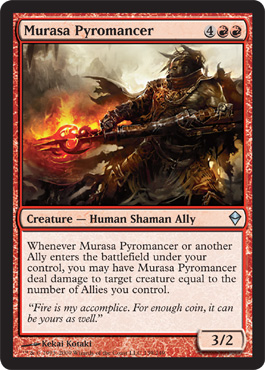 Murasa Pyromancer 4
Creature — Human Shaman Ally
Whenever Murasa Pyromancer or another
Ally enters the battlefield under your
control, you may have Murasa Pyromancer
deal damage to target creature equal to the
number of Allies you control.
“Fire is my accomplice. For enough coin, it can
be yours as well.”
Kekai Kotaki
3/2